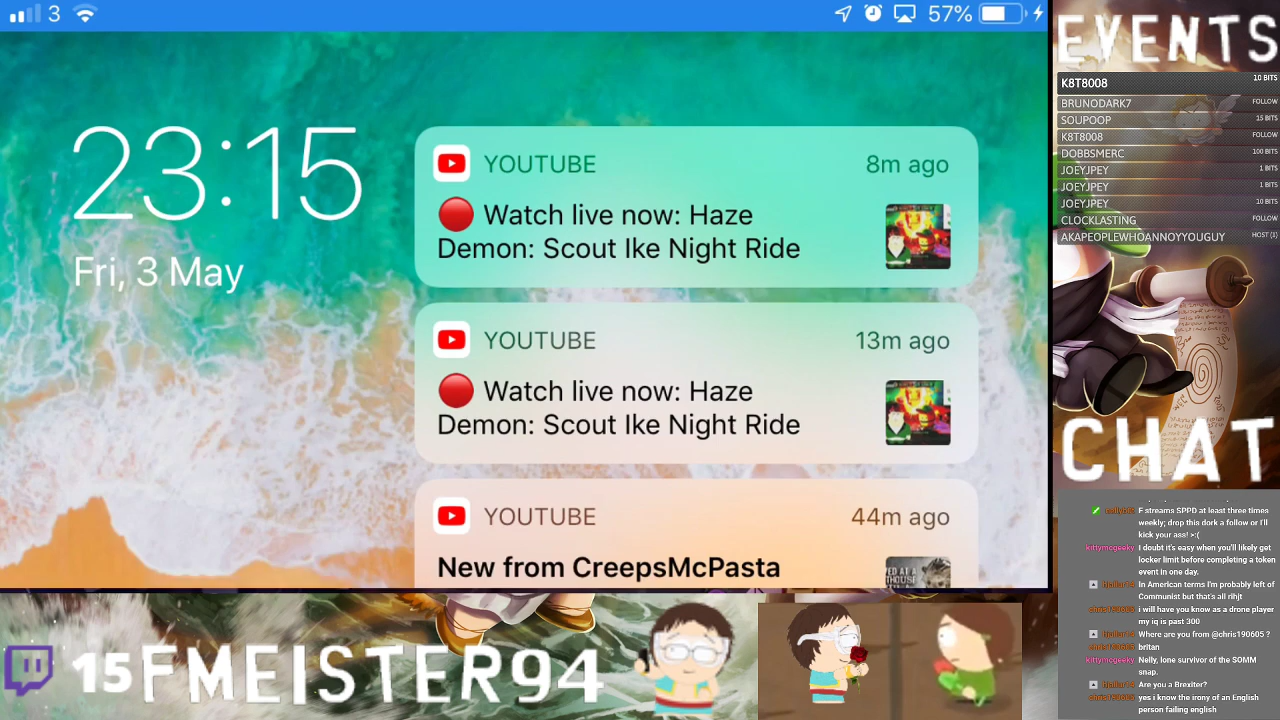 3
57%
23:15
Fri, 3 May
YOUTUBE
8m ago
Watch live now: Haze
Demon: Scout Ike Night Ride
YOUTUBE
13m ago
Watch live now: Haze
Demon: Scout Ike Night Ride
YOUTUBE
44m ago
New from CreepsMcPasta
15 FMEISTER94
EVENTS
K8T8008 10 BITS
BRUNODARK7 FOLLOW
SOUPOOP 15 BITS
K8T8008 FOLLOW
DOBBSMERC 100 BITS
JOEYJPEY 1 BITS
JOEYJPEY 1 BITS
JOEYJPEY 10 BITS
CLOCKLASTING FOLLOW
AKAPEOPLEWHOANNOYYOUGUY HOST (1)
CHAT
F streams SPPD at least three times
weekly; drop this dork a follow or I'll
kick your ass! >:(
kittymcgeeky I doubt it's easy when you'll likely get
locker limit before completing a token
event in one day.
In American terms I'm probably left of
Communist but that's all rihjt
chris190605 i will have you know as a drone player
my iq is past 300
Where are you from @chris190605 ?
chris190605 britan
kittymcgeeky Nelly, lone survivor of the SOMM
snap.
Are you a Brexiter?
chris190605 yes i know the irony of an English
person failing english